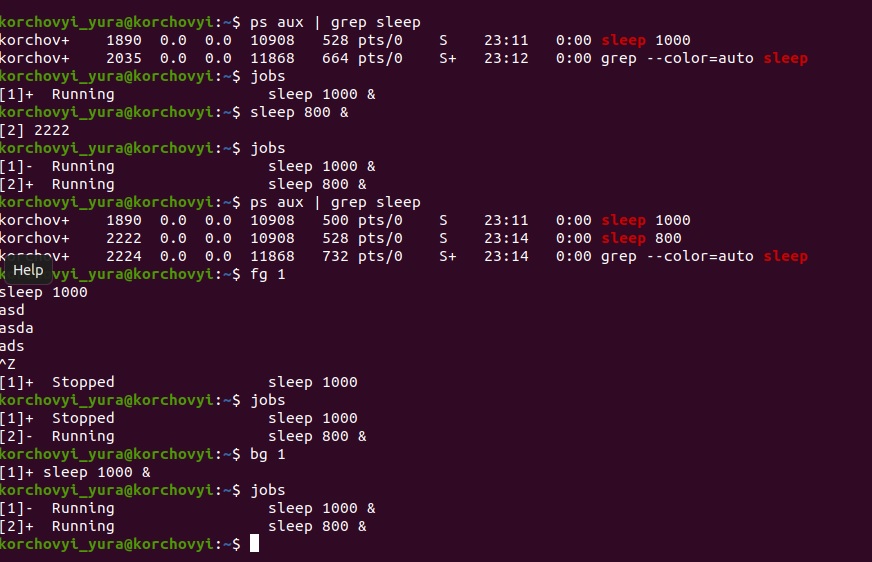 korchovyi_yura@korchovyi:~$ ps aux | grep sleep
korchov+    1890  0.0  0.0  10908   528 pts/0    S    23:11   0:00 sleep 1000
korchov+    2035  0.0  0.0  11868   664 pts/0    S+   23:12   0:00 grep --color=auto sleep
korchovyi_yura@korchovyi:~$ jobs
[1]+  Running                 sleep 1000 &
korchovyi_yura@korchovyi:~$ sleep 800 &
[2] 2222
korchovyi_yura@korchovyi:~$ jobs
[1]-  Running                 sleep 1000 &
[2]+  Running                 sleep 800 &
korchovyi_yura@korchovyi:~$ ps aux | grep sleep
korchov+    1890  0.0  0.0  10908   500 pts/0    S    23:11   0:00 sleep 1000
korchov+    2222  0.0  0.0  10908   528 pts/0    S    23:14   0:00 sleep 800
korchov+    2224  0.0  0.0  11868   732 pts/0    S+   23:14   0:00 grep --color=auto sleep
Help
korchovyi_yura@korchovyi:~$ fg 1
sleep 1000
asd
asda
ads
^Z
[1]+  Stopped                 sleep 1000
korchovyi_yura@korchovyi:~$ jobs
[1]+  Stopped                 sleep 1000
[2]-  Running                 sleep 800 &
korchovyi_yura@korchovyi:~$ bg 1
[1]+ sleep 1000 &
korchovyi_yura@korchovyi:~$ jobs
[1]-  Running                 sleep 1000 &
[2]+  Running                 sleep 800 &
korchovyi_yura@korchovyi:~$